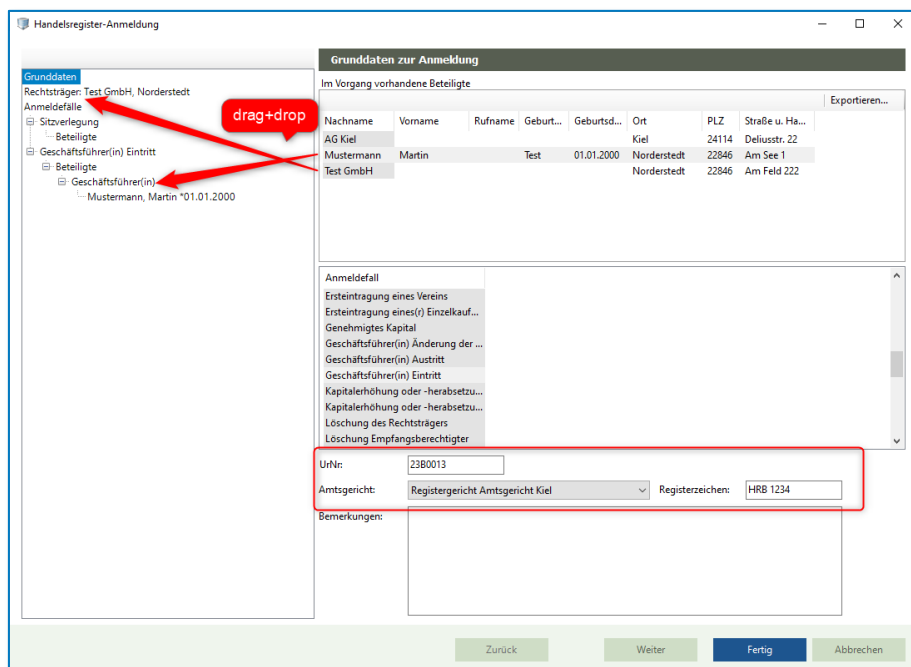 Handelsregister-Anmeldung
Grunddaten
Rechtsträger: Test GmbH, Norderstedt
Anmeldefälle
Sitzverlegung
Beteiligte
Geschäftsführer(in) Eintritt
Beteiligte
Geschäftsführer(in)
Mustermann, Martin *01.01.2000
drag+drop
Grunddaten zur Anmeldung
Im Vorgang vorhandene Beteiligte
Exportieren...
Nachname Vorname Rufname Geburt... Geburtsd... Ort PLZ Straße u. Ha...
AG Kiel Kiel 24114 Deliusstr. 22
Mustermann Martin Test 01.01.2000 Norderstedt 22846 Am See 1
Test GmbH Norderstedt 22846 Am Feld 222
Anmeldefall
Ersteintragung eines Vereins
Ersteintragung eines(r) Einzelkauf...
Genehmigtes Kapital
Geschäftsführer(in) Änderung der ...
Geschäftsführer(in) Austritt
Geschäftsführer(in) Eintritt
Kapitalerhöhung oder -herabsetzu...
Kapitalerhöhung oder -herabsetzu...
Löschung des Rechtsträgers
Löschung Empfangsberechtigter
UrNr: 23B0013
Amtsgericht: Registergericht Amtsgericht Kiel Registerzeichen: HRB 1234
Bemerkungen:
Zurück Weiter Fertig Abbrechen